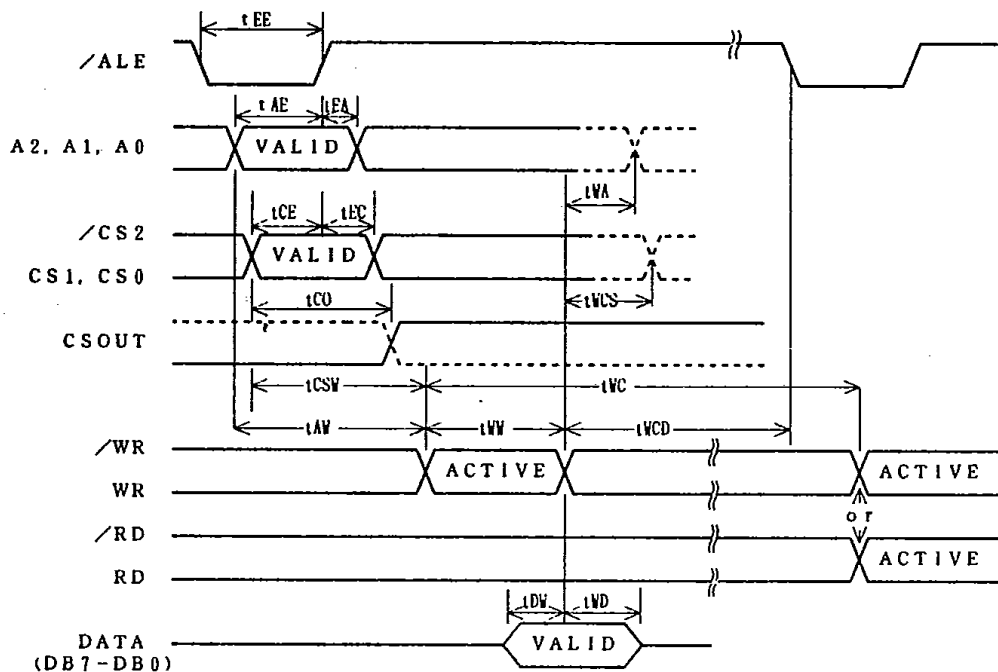 tEE
/ALE
tAE tEA
A2, A1, A0 VALID
tWA
tCE tEC
/CS2
VALID
CS1, CS0
tWCS
tCO
CSOUT
tCSW tWC
tAW tWW tWCD
/WR
ACTIVE ACTIVE
WR
or
/RD
ACTIVE
RD
tDW tWD
DATA VALID
(DB7-DB0)